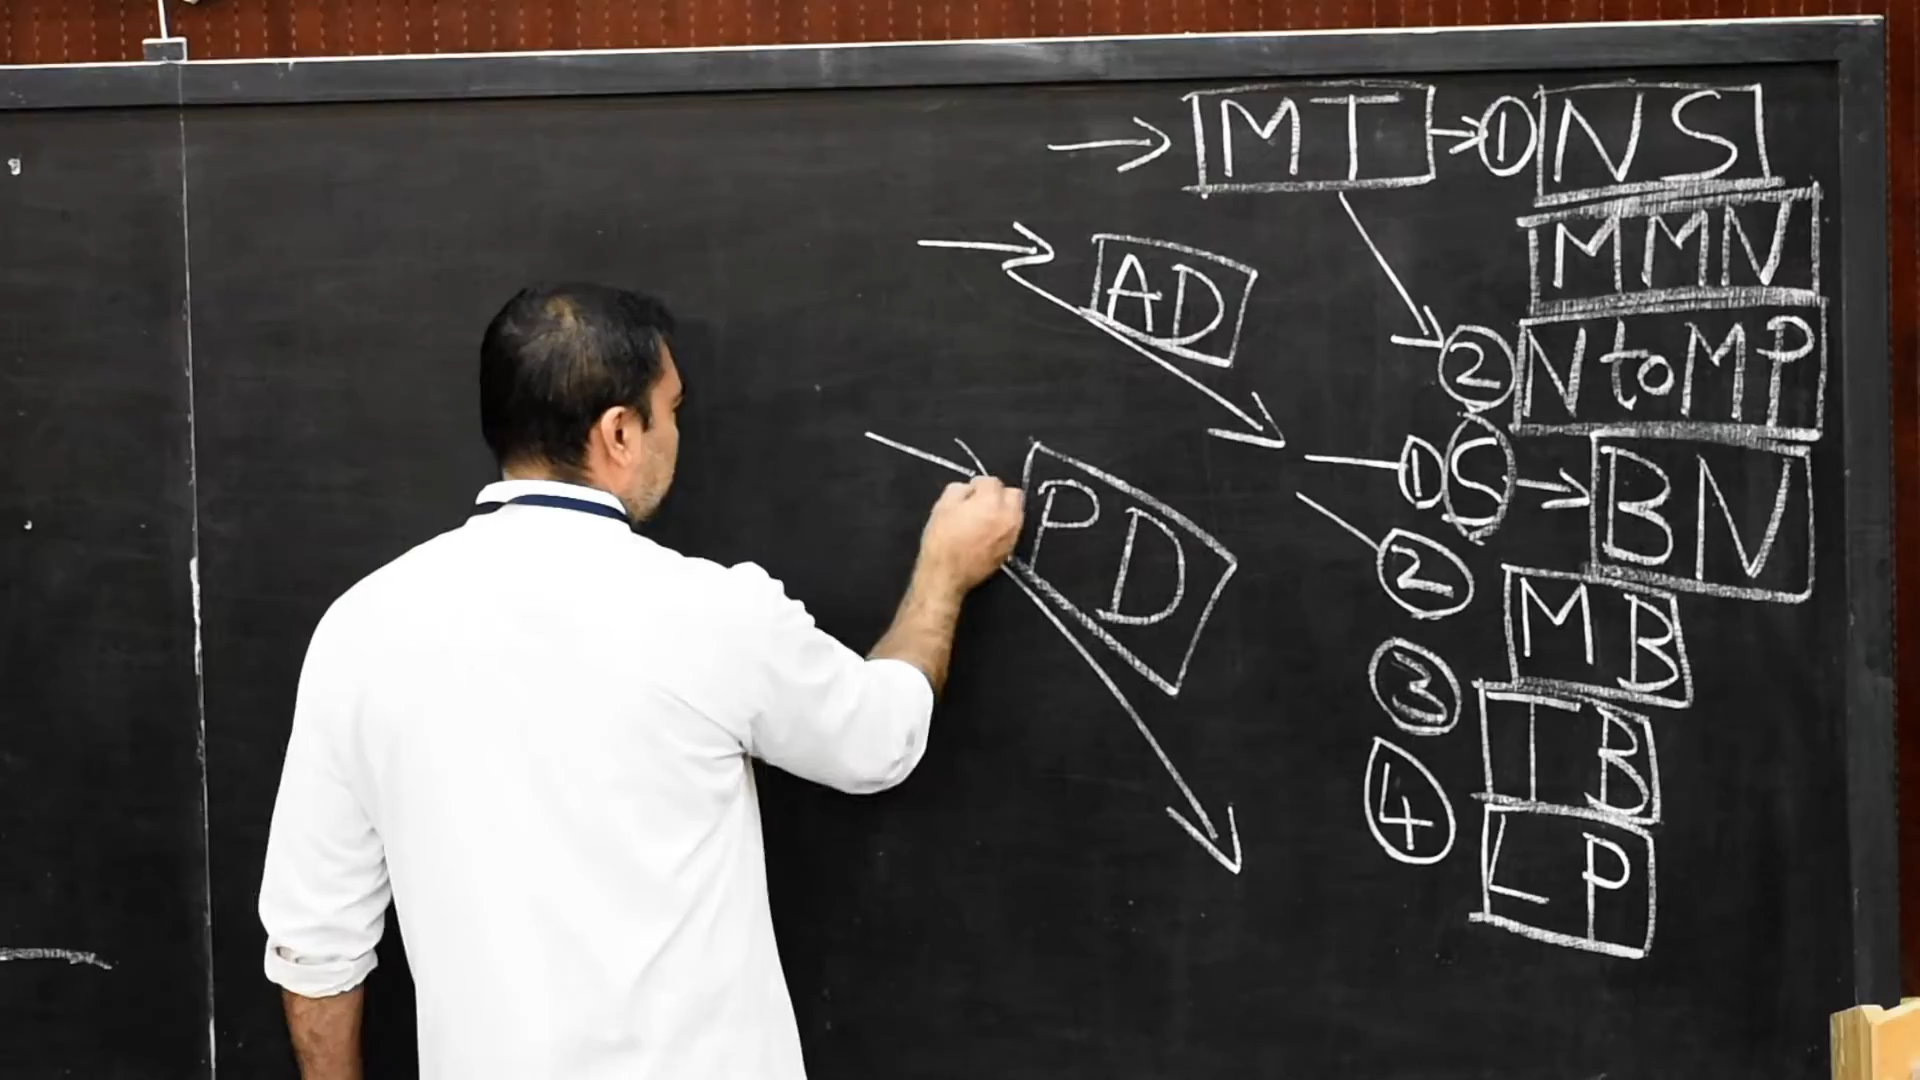 MT ① NS
MMN
AD
② NtoMP
① S BN
PD
② MB
③ TB
④ LP